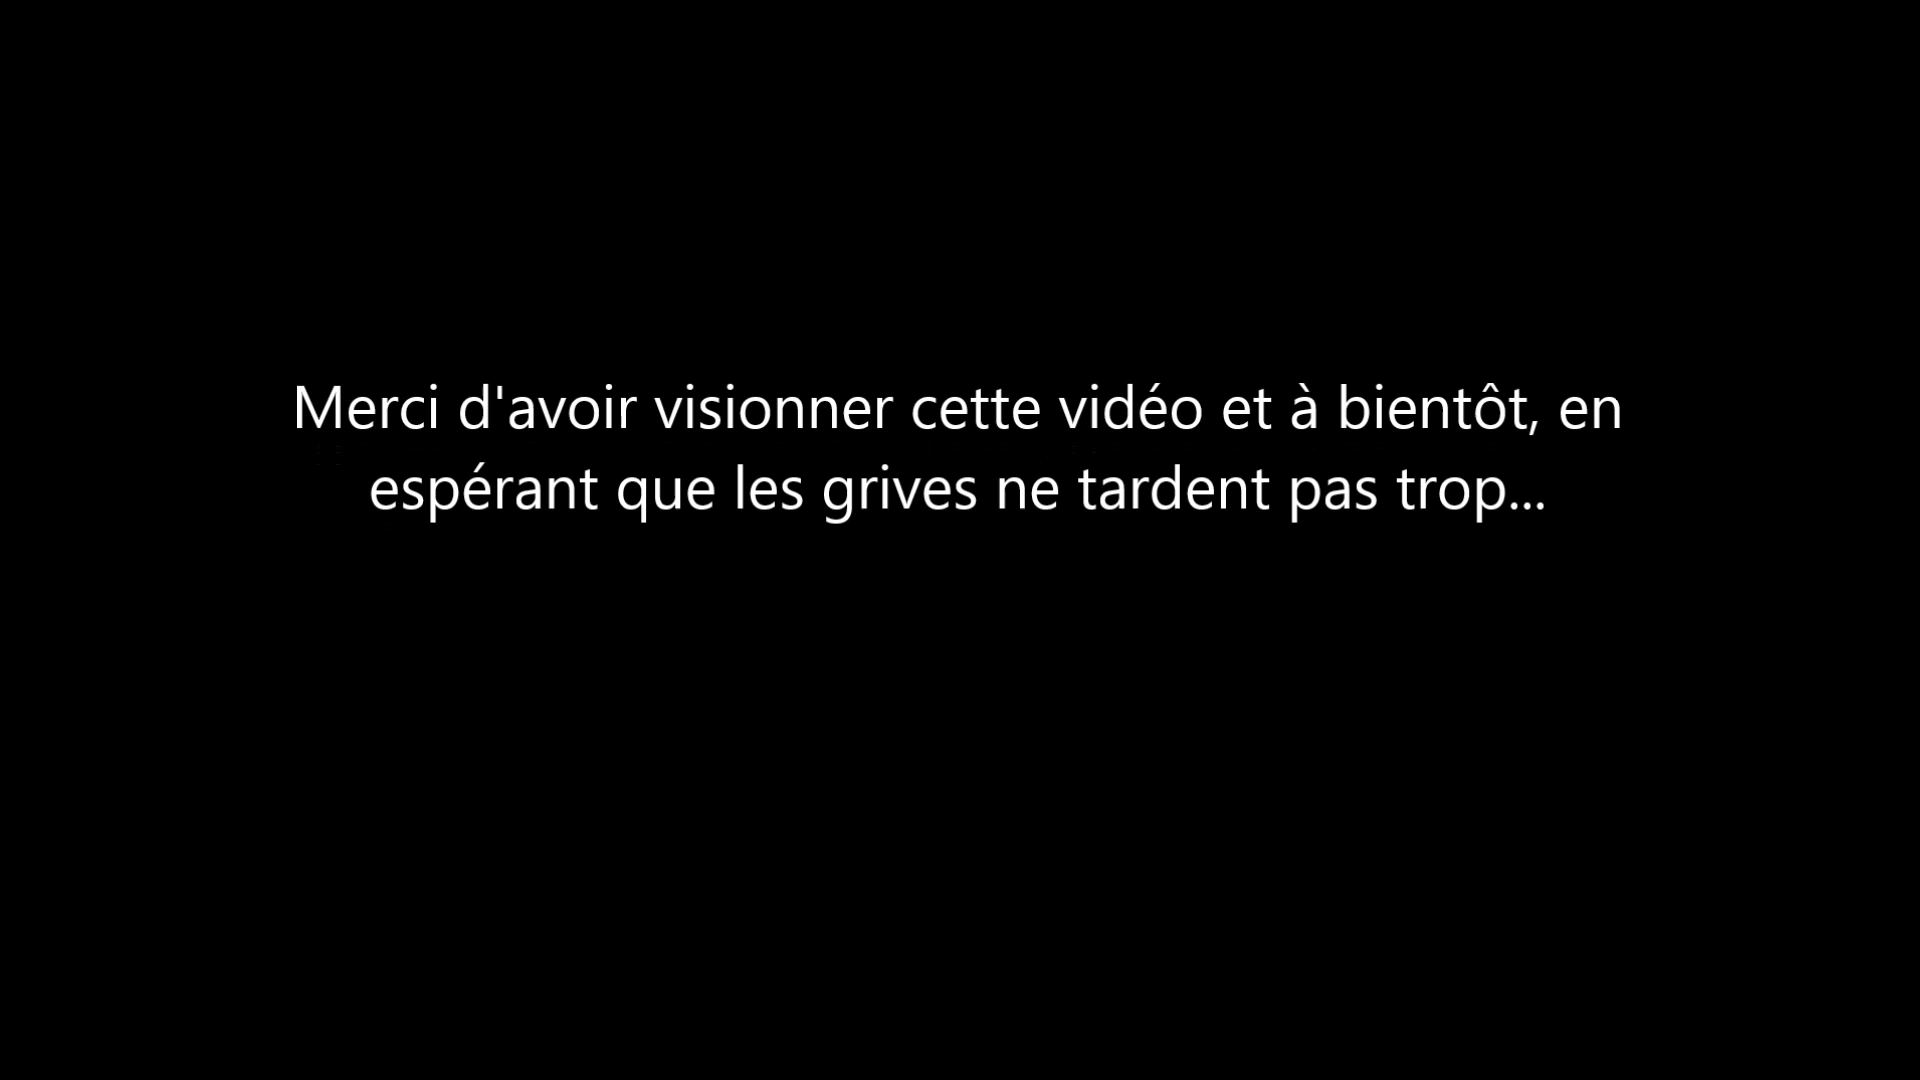 Merci d'avoir visionner cette vidéo et à bientôt, en
espérant que les grives ne tardent pas trop...